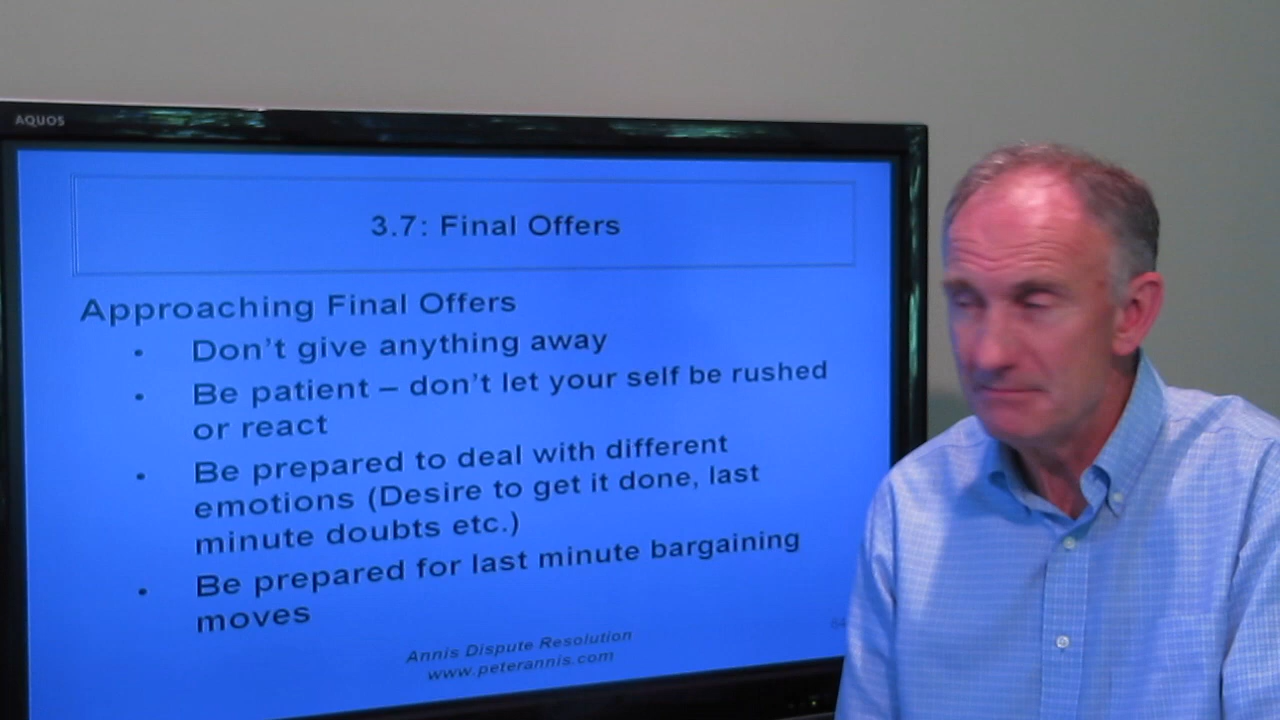 AQUOS
3.7: Final Offers
Approaching Final Offers
• Don't give anything away
• Be patient – don't let your self be rushed
or react
• Be prepared to deal with different
emotions (Desire to get it done, last
minute doubts etc.)
• Be prepared for last minute bargaining
moves
Annis Dispute Resolution
www.peterannis.com